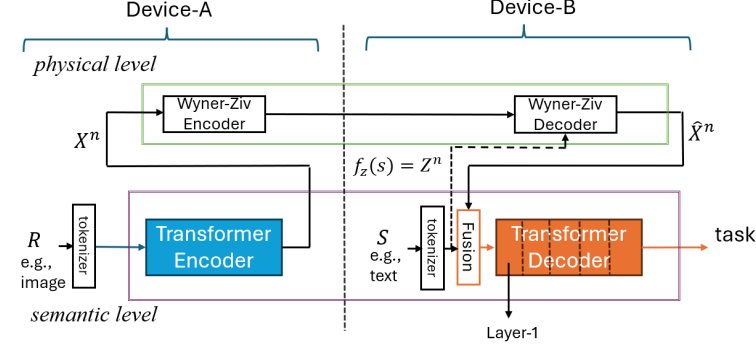 Device-A
Device-B
physical level
Wyner-Ziv
Encoder
Wyner-Ziv
Decoder
X^n
X̂^n
f_z(s) = Z^n
R
e.g.,
image
tokenizer
Transformer
Encoder
S
e.g.,
text
tokenizer
Fusion
Transformer
Decoder
task
semantic level
Layer-1